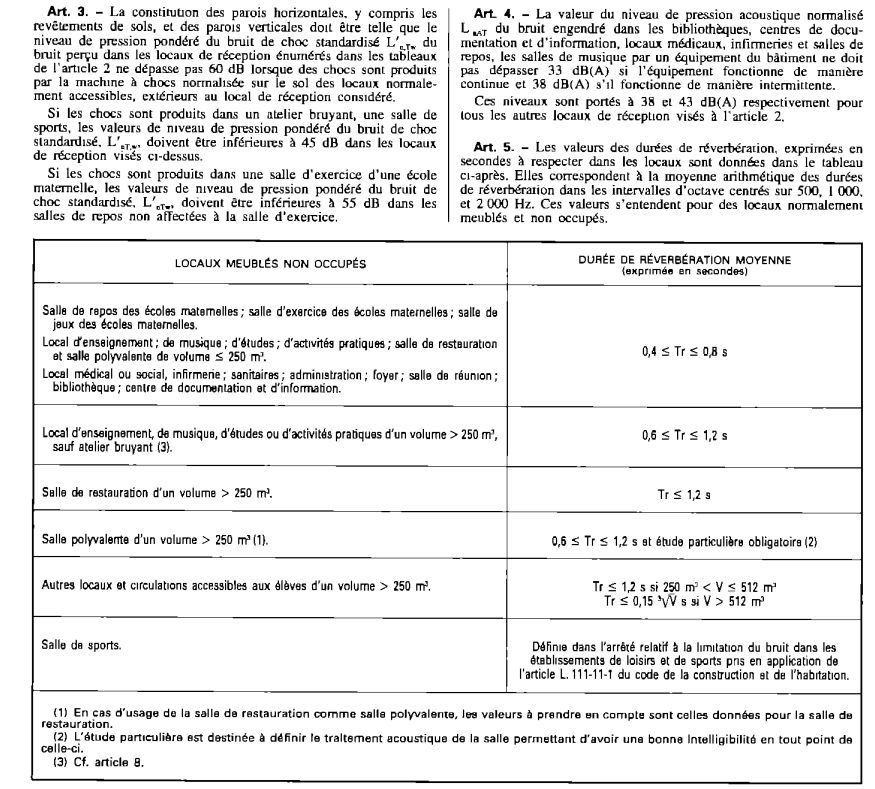 Art. 3. – La constitution des parois horizontales, y compris les
revêtements de sols, et des parois verticales doit être telle que le
niveau de pression pondéré du bruit de choc standardisé L′nTw du
bruit perçu dans les locaux de réception énumérés dans les tableaux
de l'article 2 ne dépasse pas 60 dB lorsque des chocs sont produits
par la machine à chocs normalisée sur le sol des locaux normale-
ment accessibles, extérieurs au local de réception considéré.
Si les chocs sont produits dans un atelier bruyant, une salle de
sports, les valeurs de niveau de pression pondéré du bruit de choc
standardisé, L′nTw, doivent être inférieures à 45 dB dans les locaux
de réception visés ci-dessus.
Si les chocs sont produits dans une salle d'exercice d'une école
maternelle, les valeurs de niveau de pression pondéré du bruit de
choc standardisé, L′nTw, doivent être inférieures à 55 dB dans les
salles de repos non affectées à la salle d'exercice.
Art. 4. – La valeur du niveau de pression acoustique normalisé
LnAT du bruit engendré dans les bibliothèques, centres de docu-
mentation et d'information, locaux médicaux, infirmeries et salles de
repos, les salles de musique par un équipement du bâtiment ne doit
pas dépasser 33 dB(A) si l'équipement fonctionne de manière
continue et 38 dB(A) s'il fonctionne de manière intermittente.
Ces niveaux sont portés à 38 et 43 dB(A) respectivement pour
tous les autres locaux de réception visés à l'article 2.
Art. 5. – Les valeurs des durées de réverbération, exprimées en
secondes à respecter dans les locaux sont données dans le tableau
ci-après. Elles correspondent à la moyenne arithmétique des durées
de réverbération dans les intervalles d'octave centrés sur 500, 1 000,
et 2 000 Hz. Ces valeurs s'entendent pour des locaux normalement
meublés et non occupés.
LOCAUX MEUBLÉS NON OCCUPÉS
DURÉE DE RÉVERBÉRATION MOYENNE
(exprimée en secondes)
Salle de repos des écoles maternelles ; salle d'exercice des écoles maternelles ; salle de
jeux des écoles maternelles.
Local d'enseignement ; de musique ; d'études ; d'activités pratiques ; salle de restauration
et salle polyvalente de volume ≤ 250 m³.
Local médical ou social, infirmerie ; sanitaires ; administration ; foyer ; salle de réunion ;
bibliothèque ; centre de documentation et d'information.
0,4 ≤ Tr ≤ 0,8 s
Local d'enseignement, de musique, d'études ou d'activités pratiques d'un volume > 250 m³,
sauf atelier bruyant (3).
0,6 ≤ Tr ≤ 1,2 s
Salle de restauration d'un volume > 250 m³.
Tr ≤ 1,2 s
Salle polyvalente d'un volume > 250 m³ (1).
0,6 ≤ Tr ≤ 1,2 s et étude particulière obligatoire (2)
Autres locaux et circulations accessibles aux élèves d'un volume > 250 m³.
Tr ≤ 1,2 s si 250 m³ < V ≤ 512 m³
Tr ≤ 0,15 ³√V s si V > 512 m³
Salle de sports.
Définie dans l'arrêté relatif à la limitation du bruit dans les
établissements de loisirs et de sports pris en application de
l'article L. 111-11-1 du code de la construction et de l'habitation.
(1) En cas d'usage de la salle de restauration comme salle polyvalente, les valeurs à prendre en compte sont celles données pour la salle de
restauration.
(2) L'étude particulière est destinée à définir le traitement acoustique de la salle permettant d'avoir une bonne intelligibilité en tout point de
celle-ci.
(3) Cf. article 8.